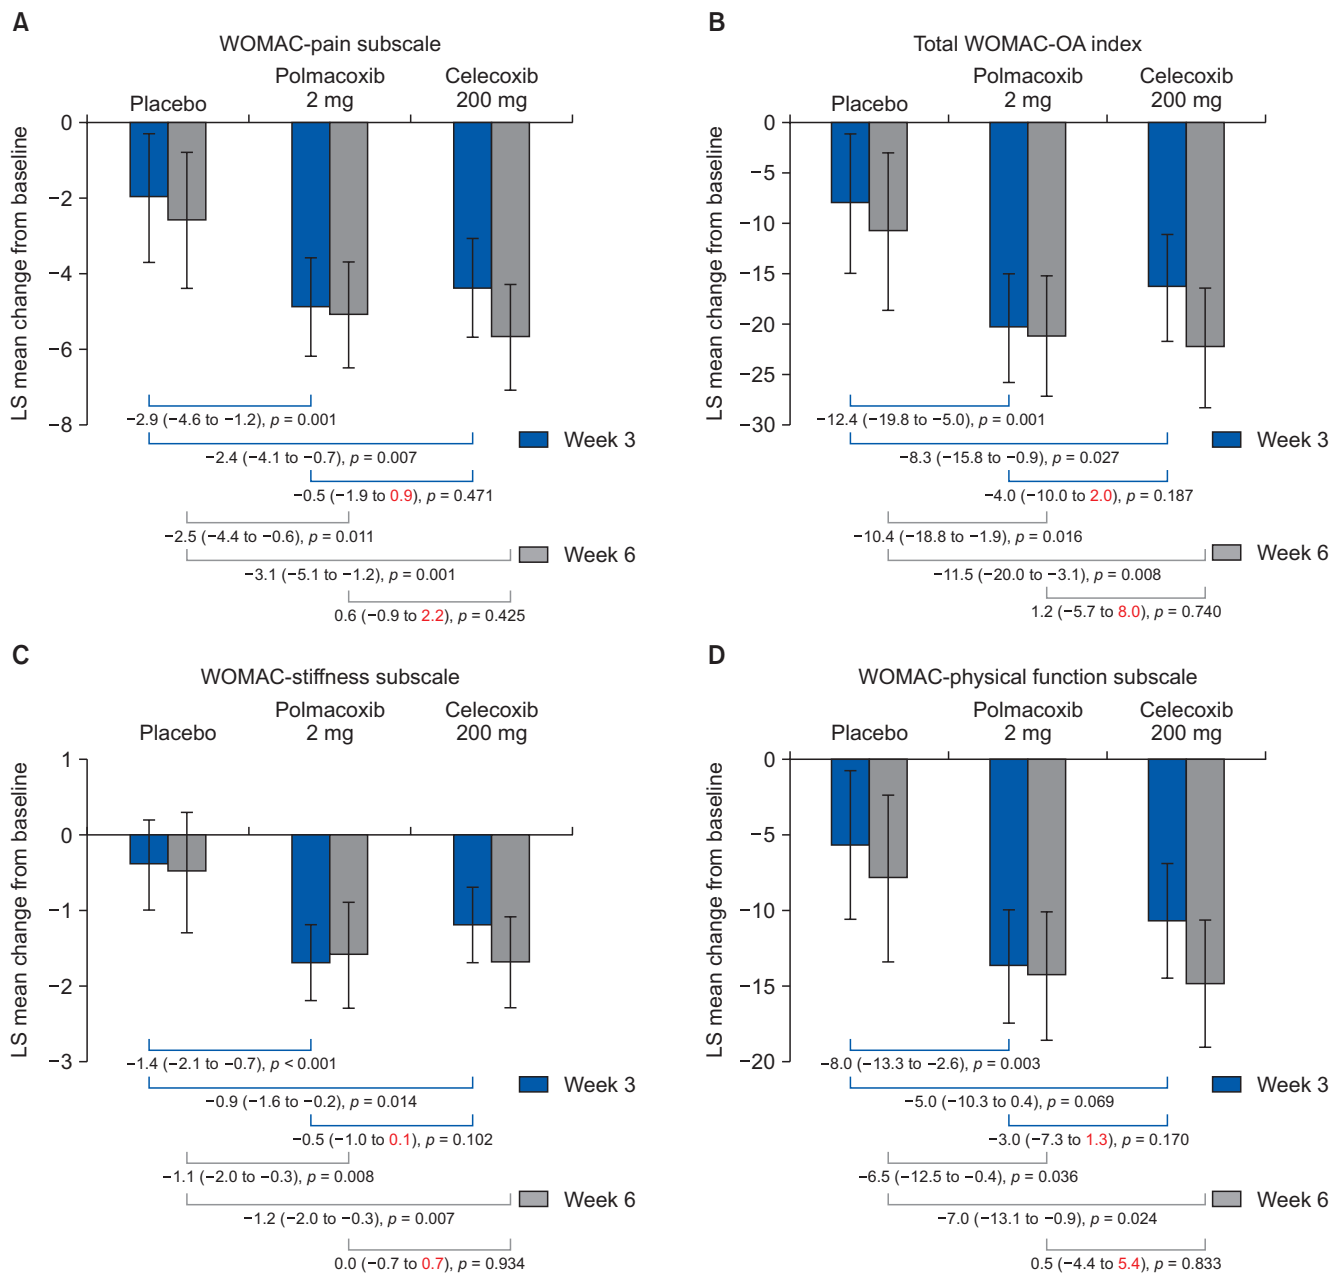 A
WOMAC-pain subscale
Placebo
Polmacoxib
2 mg
Celecoxib
200 mg
LS mean change from baseline
0
−2
−4
−6
−8
−2.9 (−4.6 to −1.2), p = 0.001
−2.4 (−4.1 to −0.7), p = 0.007
−0.5 (−1.9 to 0.9), p = 0.471
−2.5 (−4.4 to −0.6), p = 0.011
−3.1 (−5.1 to −1.2), p = 0.001
0.6 (−0.9 to 2.2), p = 0.425
Week 3
Week 6
B
Total WOMAC-OA index
Placebo
Polmacoxib
2 mg
Celecoxib
200 mg
LS mean change from baseline
0
−5
−10
−15
−20
−25
−30
−12.4 (−19.8 to −5.0), p = 0.001
−8.3 (−15.8 to −0.9), p = 0.027
−4.0 (−10.0 to 2.0), p = 0.187
−10.4 (−18.8 to −1.9), p = 0.016
−11.5 (−20.0 to −3.1), p = 0.008
1.2 (−5.7 to 8.0), p = 0.740
Week 3
Week 6
C
WOMAC-stiffness subscale
Placebo
Polmacoxib
2 mg
Celecoxib
200 mg
LS mean change from baseline
1
0
−1
−2
−3
−1.4 (−2.1 to −0.7), p < 0.001
−0.9 (−1.6 to −0.2), p = 0.014
−0.5 (−1.0 to 0.1), p = 0.102
−1.1 (−2.0 to −0.3), p = 0.008
−1.2 (−2.0 to −0.3), p = 0.007
0.0 (−0.7 to 0.7), p = 0.934
Week 3
Week 6
D
WOMAC-physical function subscale
Placebo
Polmacoxib
2 mg
Celecoxib
200 mg
LS mean change from baseline
0
−5
−10
−15
−20
−8.0 (−13.3 to −2.6), p = 0.003
−5.0 (−10.3 to 0.4), p = 0.069
−3.0 (−7.3 to 1.3), p = 0.170
−6.5 (−12.5 to −0.4), p = 0.036
−7.0 (−13.1 to −0.9), p = 0.024
0.5 (−4.4 to 5.4), p = 0.833
Week 3
Week 6